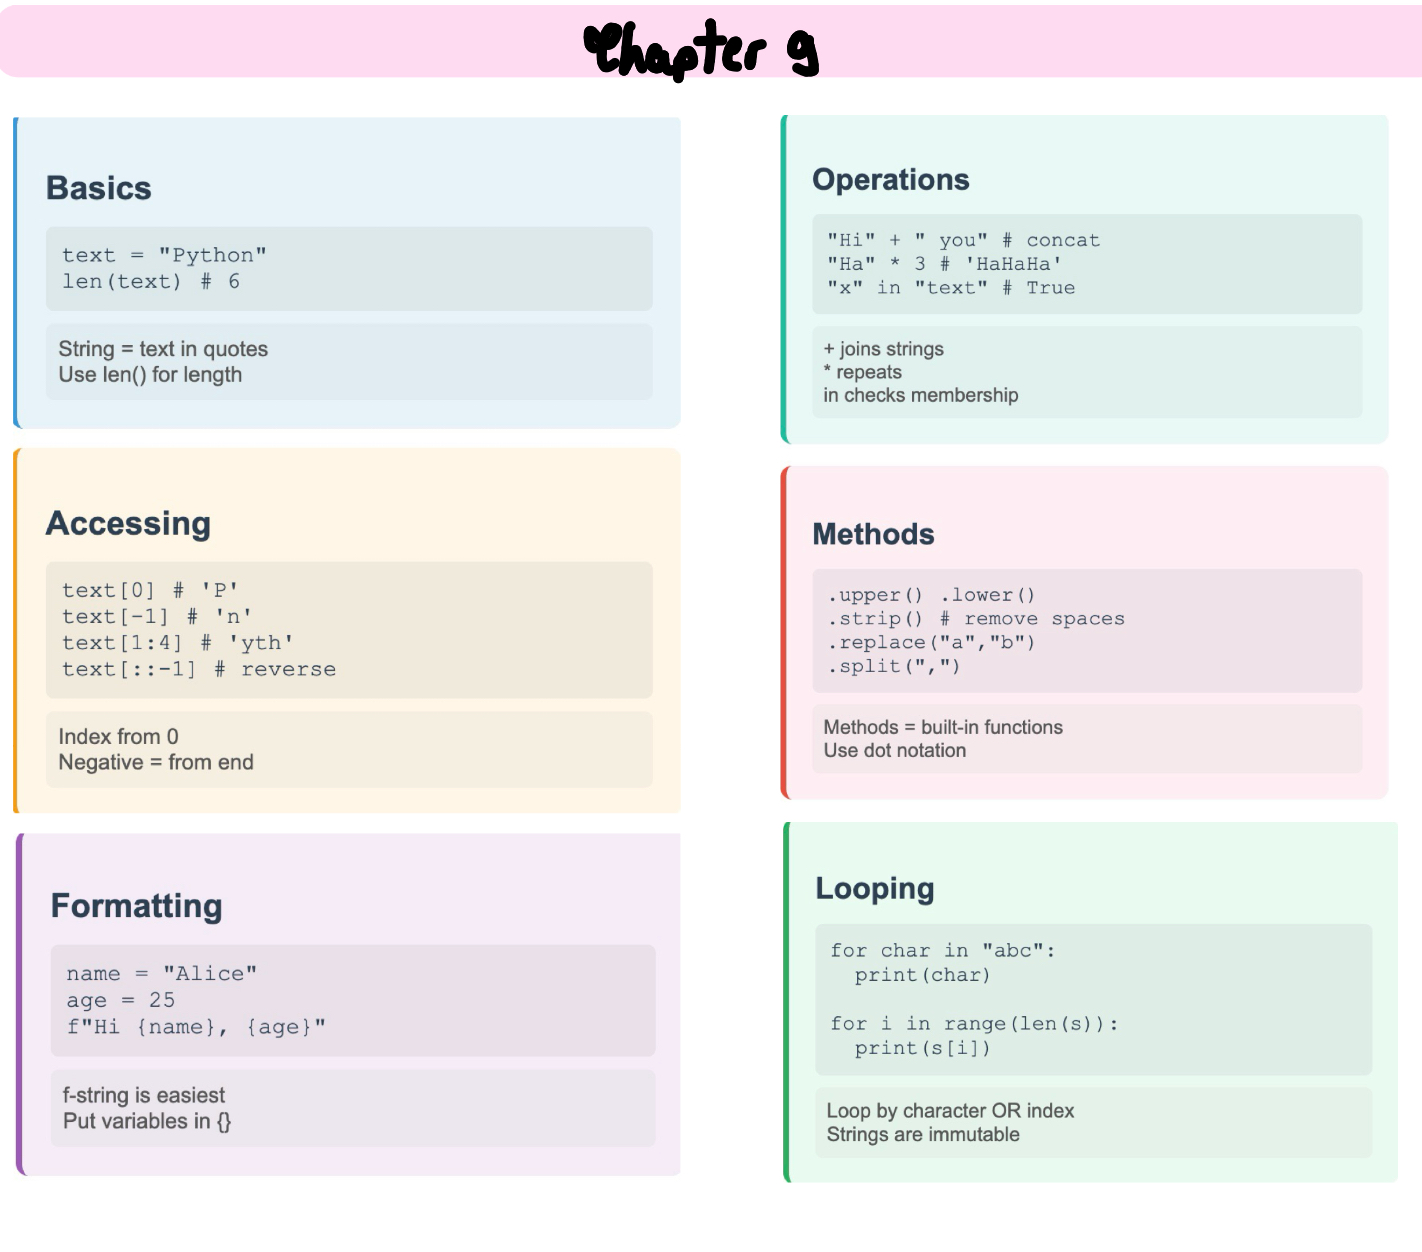 Chapter 9
Basics
text = "Python"
len(text) # 6
String = text in quotes
Use len() for length
Accessing
text[0] # 'P'
text[-1] # 'n'
text[1:4] # 'yth'
text[::-1] # reverse
Index from 0
Negative = from end
Formatting
name = "Alice"
age = 25
f"Hi {name}, {age}"
f-string is easiest
Put variables in {}
Operations
"Hi" + " you" # concat
"Ha" * 3 # 'HaHaHa'
"x" in "text" # True
+ joins strings
* repeats
in checks membership
Methods
.upper() .lower()
.strip() # remove spaces
.replace("a","b")
.split(",")
Methods = built-in functions
Use dot notation
Looping
for char in "abc":
  print(char)
for i in range(len(s)):
  print(s[i])
Loop by character OR index
Strings are immutable